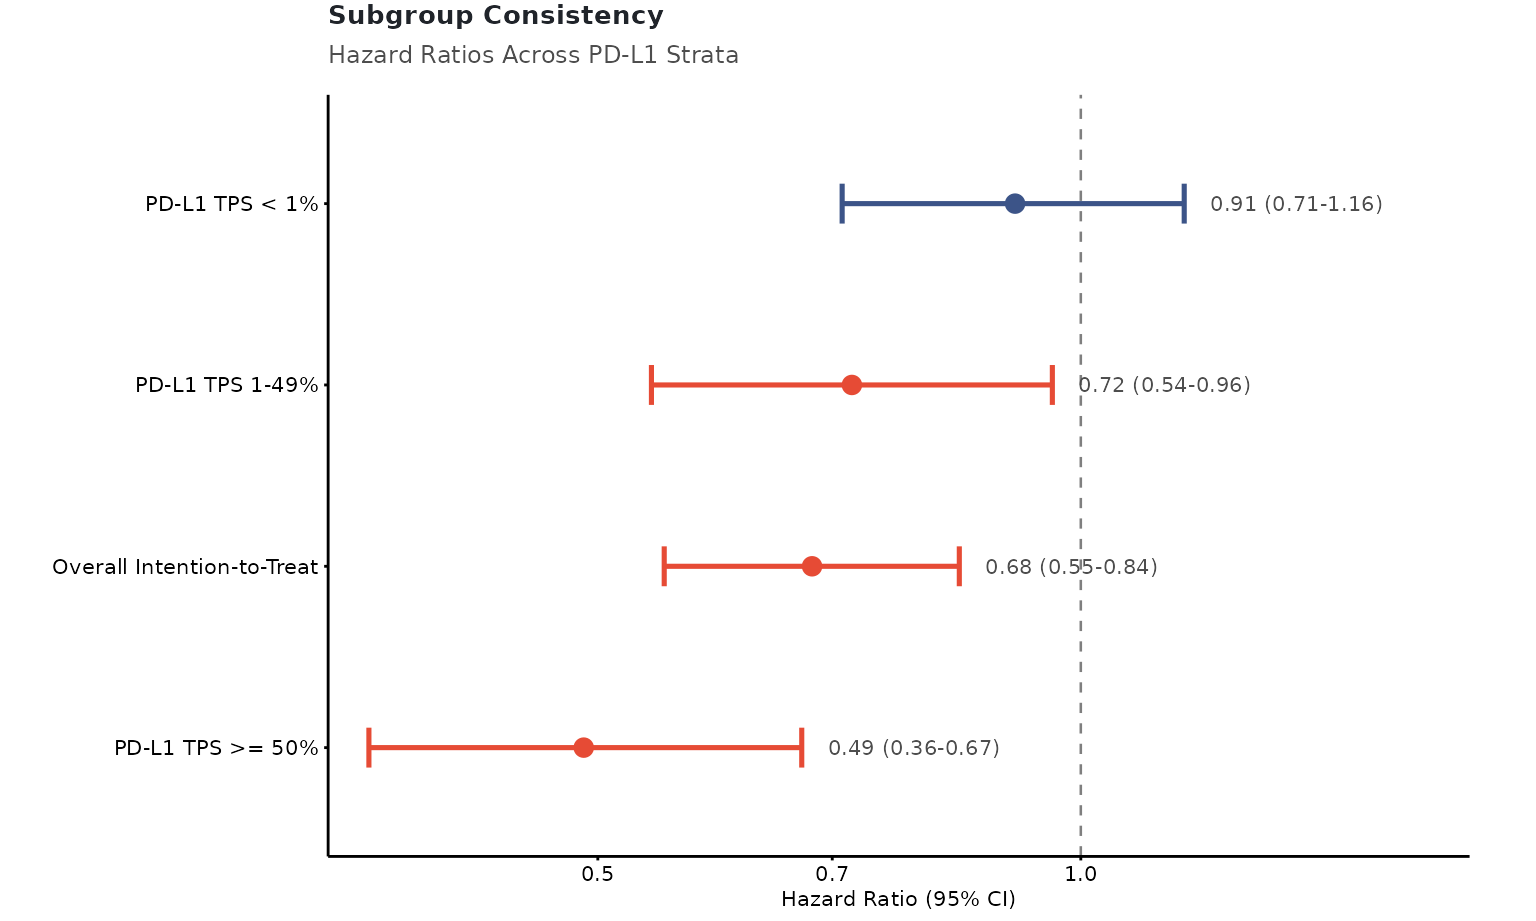 Subgroup Consistency
Hazard Ratios Across PD-L1 Strata
PD-L1 TPS < 1%
0.91 (0.71-1.16)
PD-L1 TPS 1-49%
0.72 (0.54-0.96)
Overall Intention-to-Treat
0.68 (0.55-0.84)
PD-L1 TPS >= 50%
0.49 (0.36-0.67)
0.5 0.7 1.0
Hazard Ratio (95% CI)